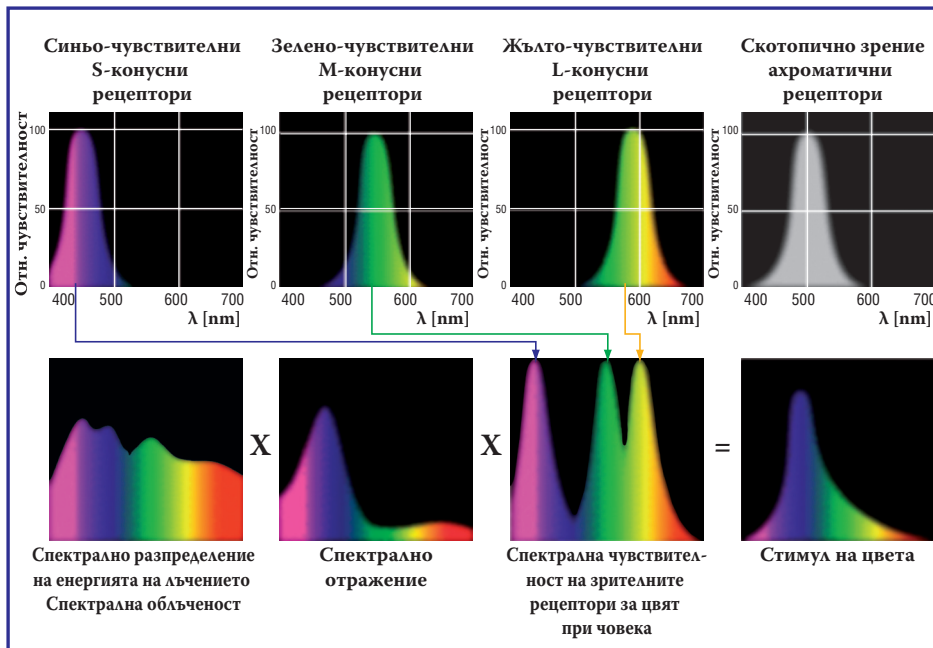 Синьо-чувствителни
S-конусни
рецептори
Зелено-чувствителни
M-конусни
рецептори
Жълто-чувствителни
L-конусни
рецептори
Скотопично зрение
ахроматични
рецептори
Отн. чувствителност
100
50
0
400 500 600 700
λ [nm]
Отн. чувствителност
100
50
0
400 500 600 700
λ [nm]
Отн. чувствителност
100
50
0
400 500 600 700
λ [nm]
Отн. чувствителност
100
50
0
400 500 600 700
λ [nm]
X
X
=
Спектрално разпределение
на енергията на лъчението
Спектрална облъченост
Спектрално
отражение
Спектрална чувствител-
ност на зрителните
рецептори за цвят
при човека
Стимул на цвета